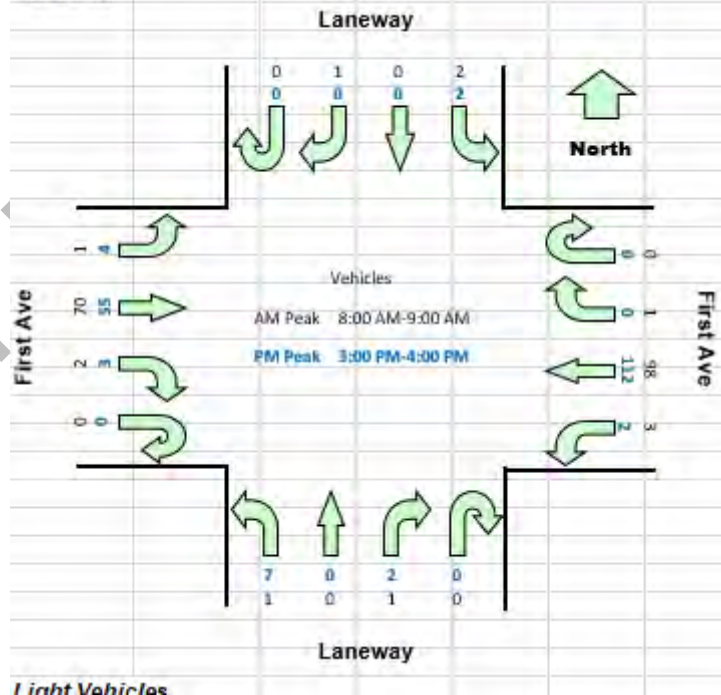 Laneway
0 1 0 2
0 0 0 2
North
1 4
0 0
Vehicles
70 55
0 1
AM Peak 8:00 AM-9:00 AM
First Ave
First Ave
PM Peak 3:00 PM-4:00 PM
2 3
112 98
0 0
2 3
7 0 2 0
1 0 1 0
Laneway
Light Vehicles